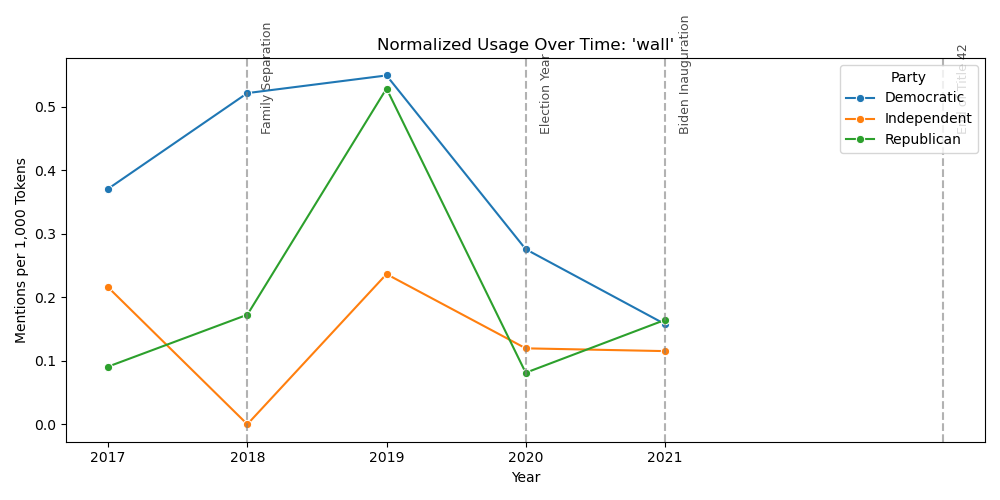 Normalized Usage Over Time: 'wall'
Mentions per 1,000 Tokens
0.5
0.4
0.3
0.2
0.1
0.0
Family Separation
Election Year
Biden Inauguration
Title 42
Party
Democratic
Independent
Republican
2017
2018
2019
2020
2021
Year